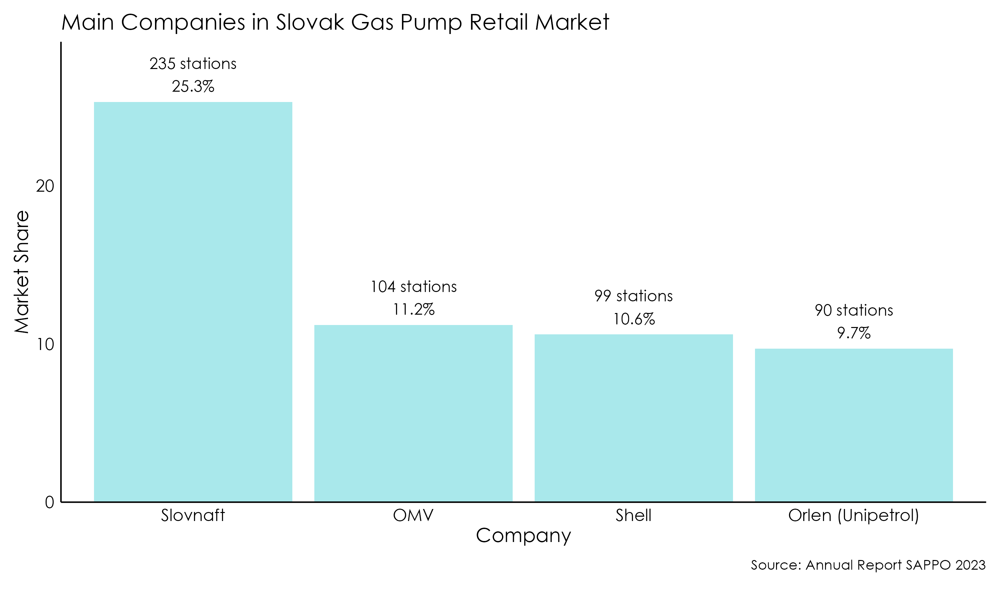 Main Companies in Slovak Gas Pump Retail Market
235 stations
25.3%
104 stations
11.2%
99 stations
10.6%
90 stations
9.7%
20
10
0
Market Share
Slovnaft
OMV
Shell
Orlen (Unipetrol)
Company
Source: Annual Report SAPPO 2023